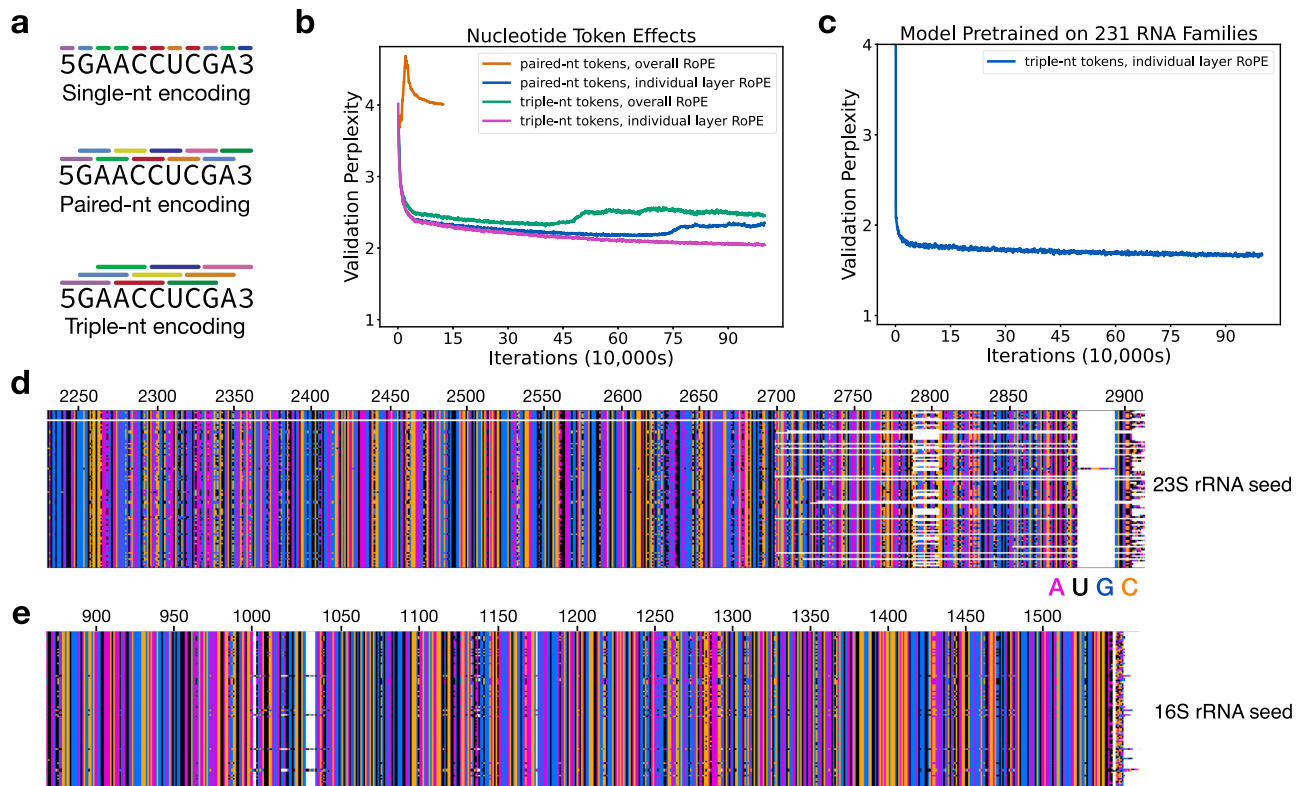 a
5GAACCUCGA3
Single-nt encoding
5GAACCUCGA3
Paired-nt encoding
5GAACCUCGA3
Triple-nt encoding
b
Nucleotide Token Effects
paired-nt tokens, overall RoPE
paired-nt tokens, individual layer RoPE
triple-nt tokens, overall RoPE
triple-nt tokens, individual layer RoPE
Validation Perplexity
4
3
2
1
0 15 30 45 60 75 90
Iterations (10,000s)
c
Model Pretrained on 231 RNA Families
triple-nt tokens, individual layer RoPE
Validation Perplexity
4
3
2
1
0 15 30 45 60 75 90
Iterations (10,000s)
d
2250 2300 2350 2400 2450 2500 2550 2600 2650 2700 2750 2800 2850 2900
23S rRNA seed
A U G C
e
900 950 1000 1050 1100 1150 1200 1250 1300 1350 1400 1450 1500
16S rRNA seed